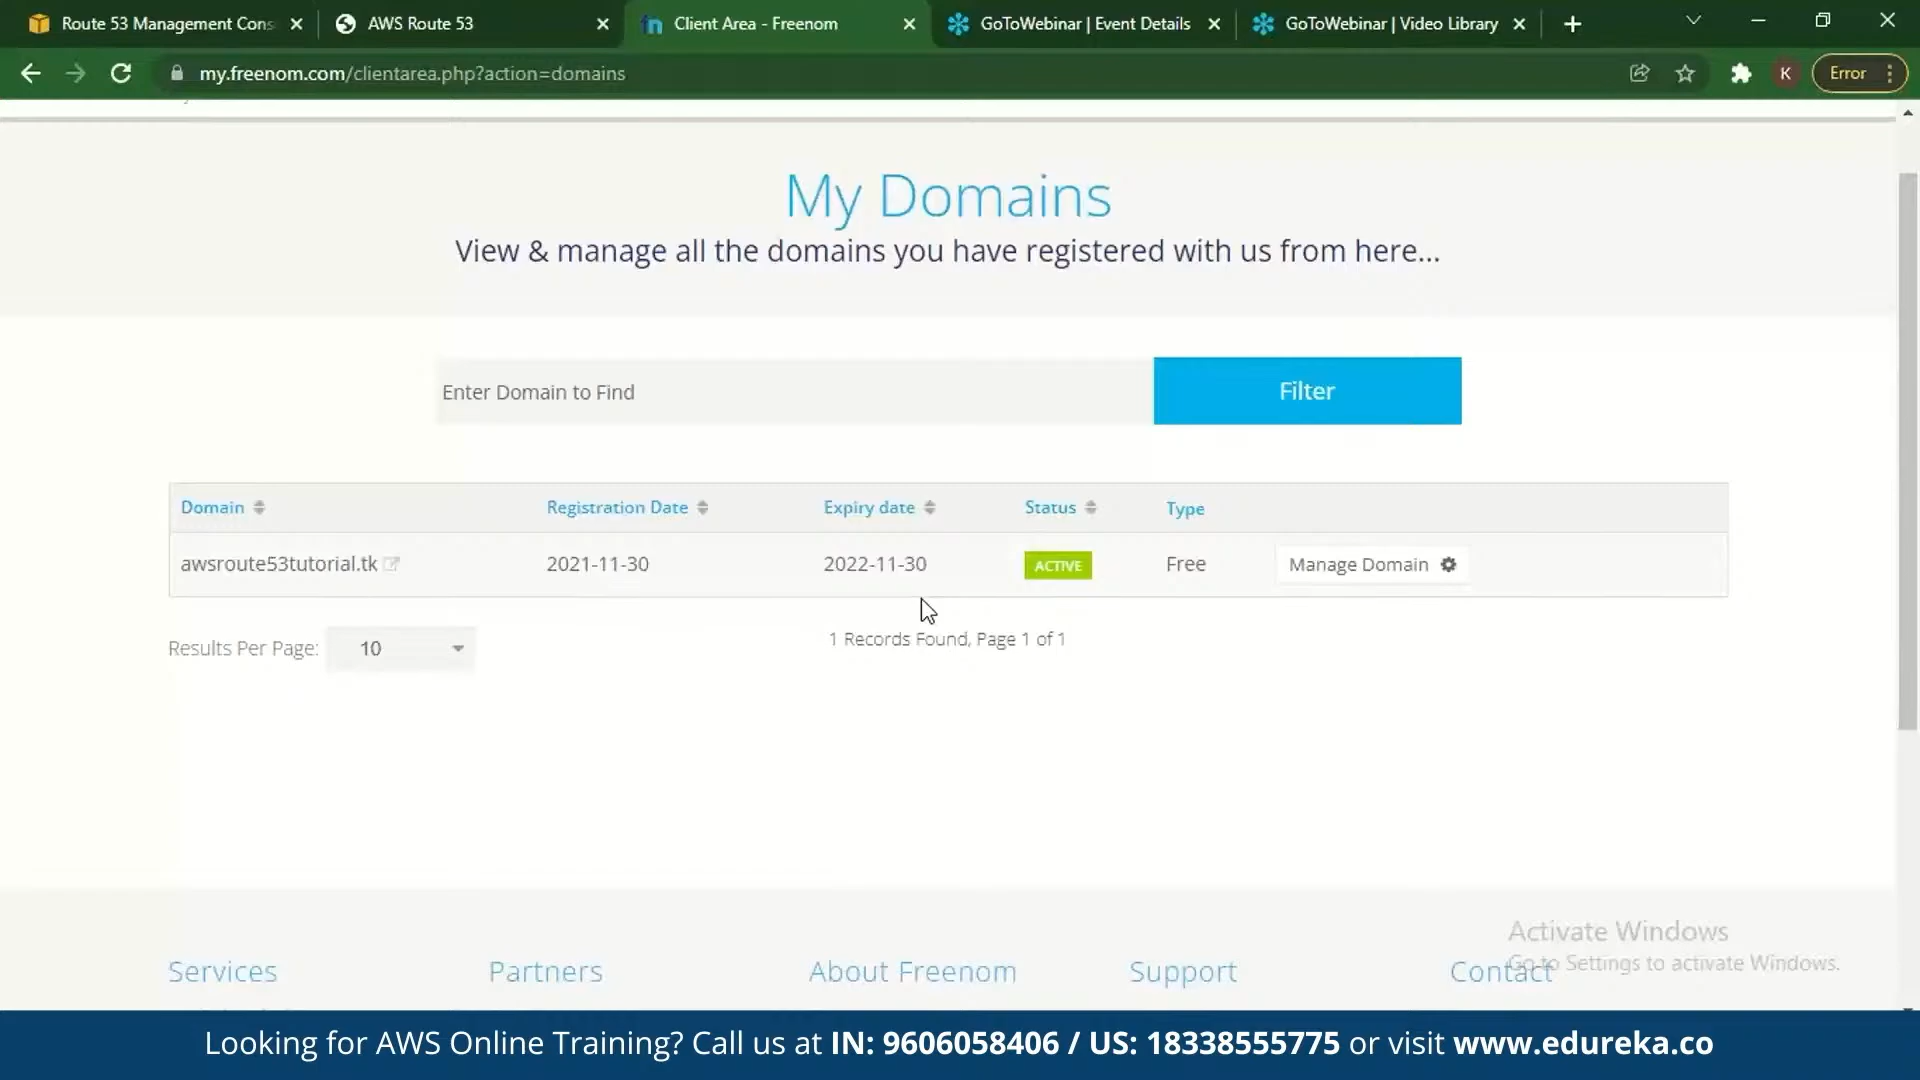 Route 53 Management Cons
AWS Route 53
Client Area - Freenom
GoToWebinar | Event Details
GoToWebinar | Video Library
my.freenom.com/clientarea.php?action=domains
K
Error
My Domains
View & manage all the domains you have registered with us from here...
Enter Domain to Find
Filter
Domain Registration Date Expiry date Status Type
awsroute53tutorial.tk 2021-11-30 2022-11-30 ACTIVE Free Manage Domain
Results Per Page: 10
1 Records Found, Page 1 of 1
Activate Windows
Go to Settings to activate Windows.
Services Partners About Freenom Support Contact
Looking for AWS Online Training? Call us at IN: 9606058406 / US: 18338555775 or visit www.edureka.co